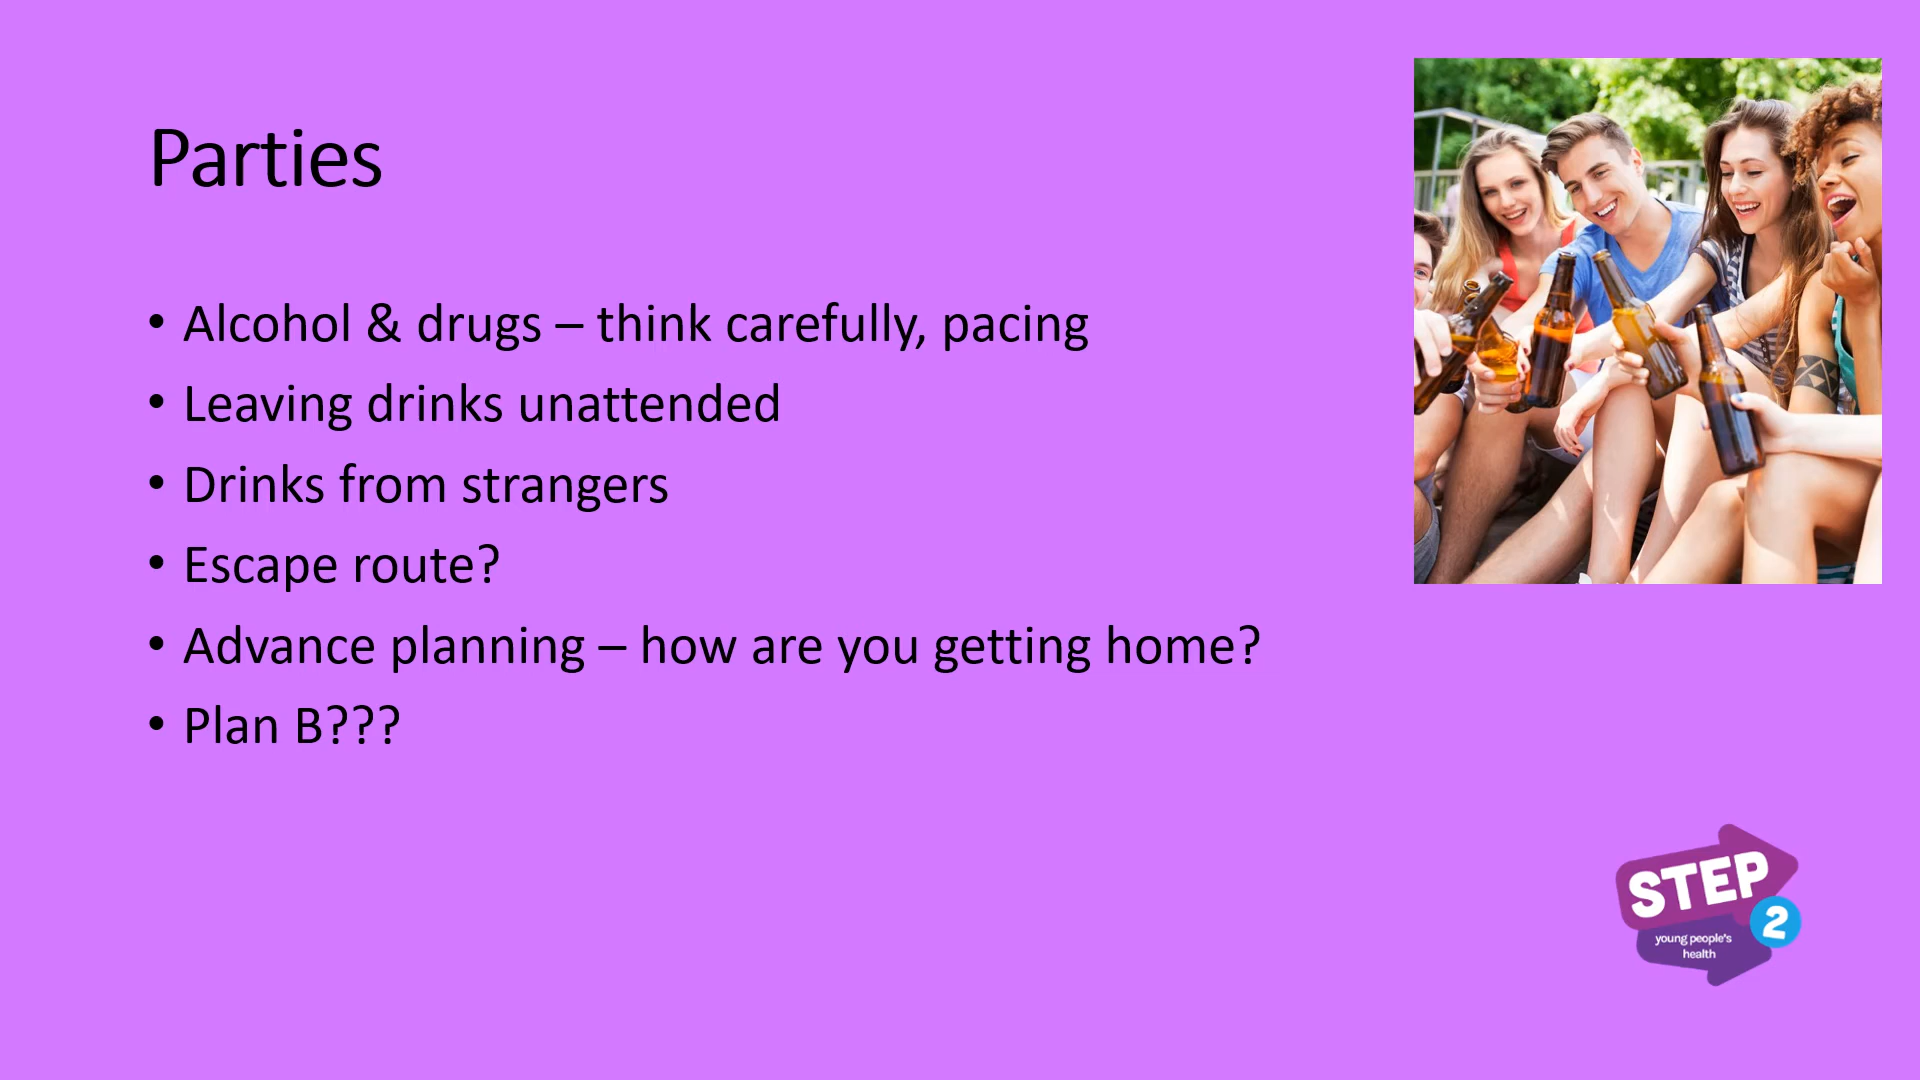 Parties
• Alcohol & drugs – think carefully, pacing
• Leaving drinks unattended
• Drinks from strangers
• Escape route?
• Advance planning – how are you getting home?
• Plan B???
STEP
2
young people's
health